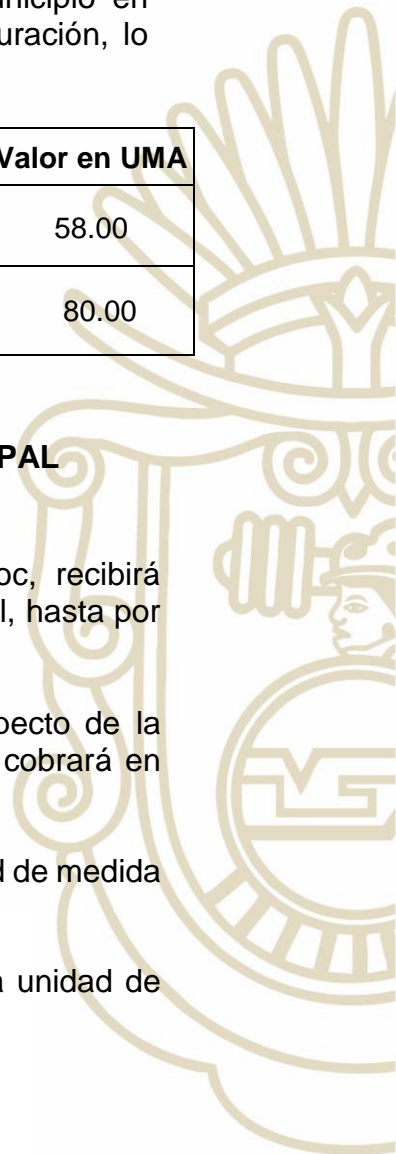 en
uración, lo
Valor en UMA
58.00
80.00
PAL
oc, recibirá
l, hasta por
pecto de la
cobrará en
d de medida
a unidad de